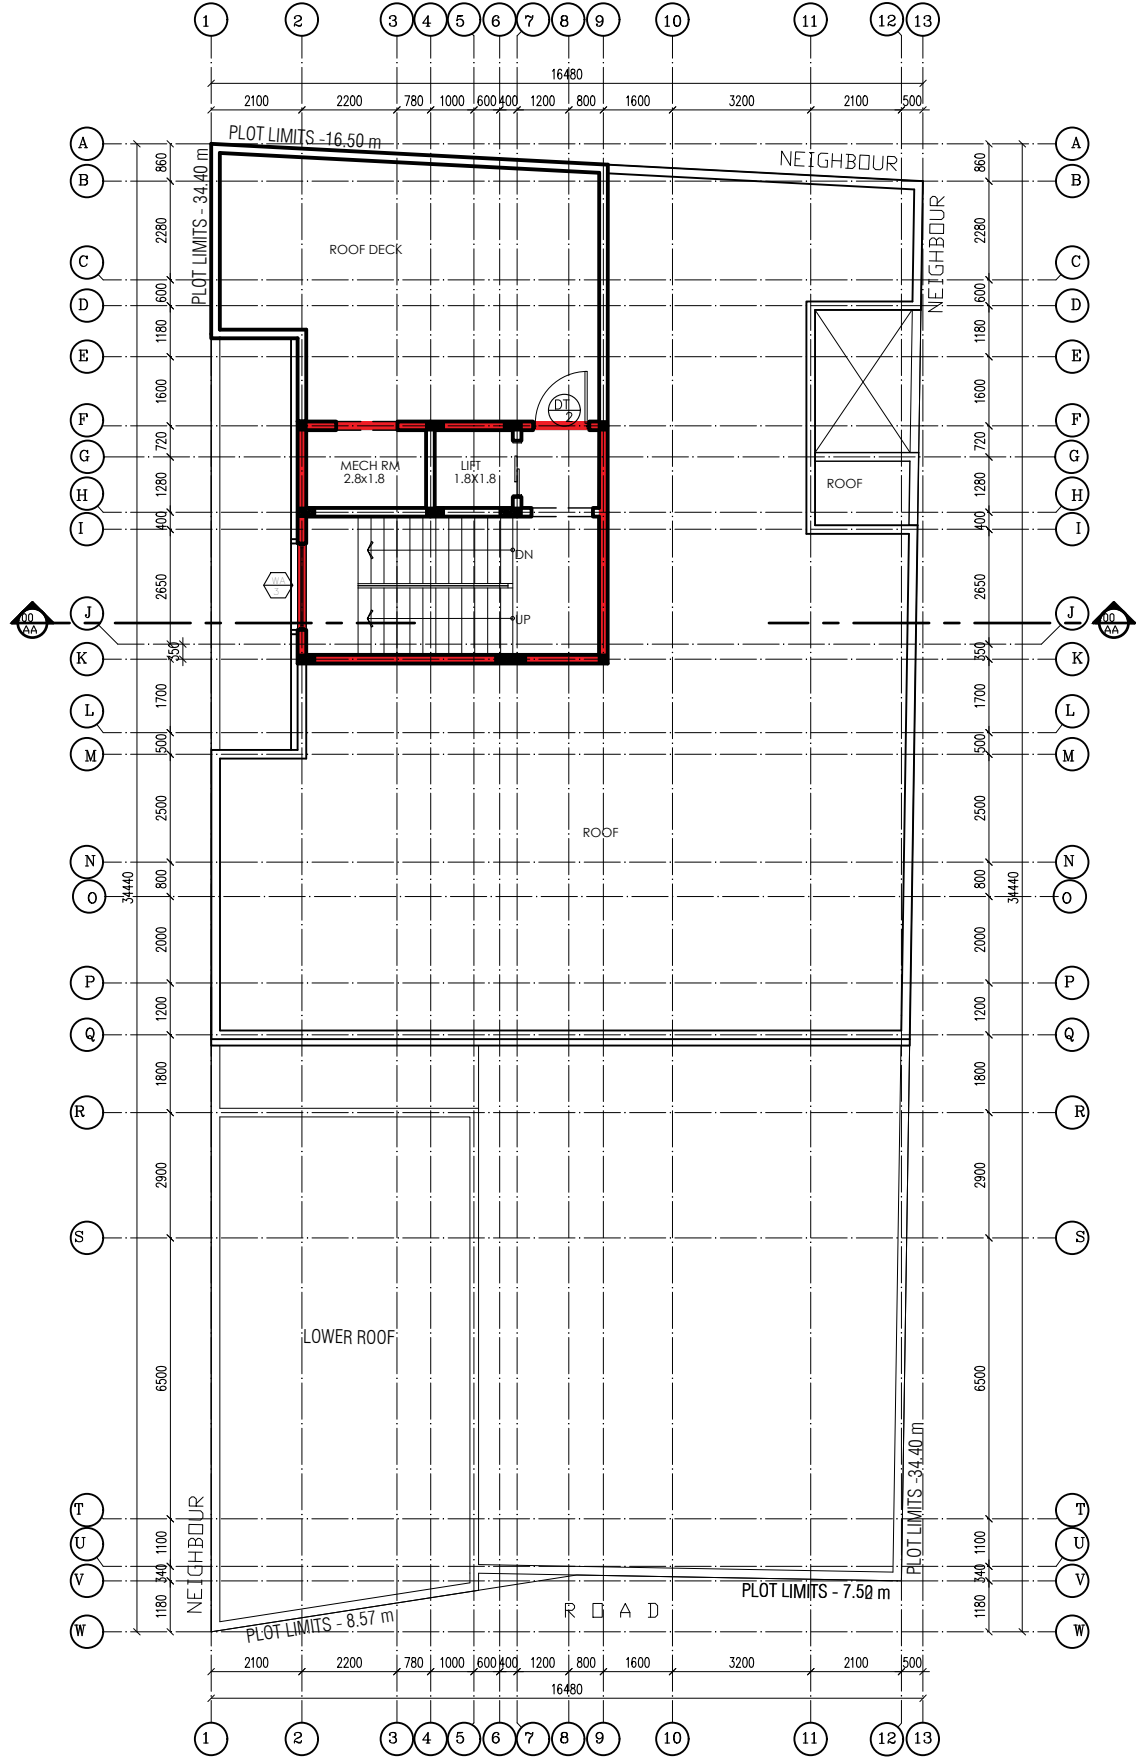 1 2 3 4 5 6 7 8 9 10 11 12 13
16480
2100 2200 780 1000 600 400 1200 800 1600 3200 2100 500
PLOT LIMITS -16.50 m
NEIGHBOUR
A 860 A
B B
PLOT LIMITS - 34.40 m
NEIGHBOUR
2280 2280
ROOF DECK
C C
600 600
D D
1180 1180
E E
1600 1600
DT
2
F F
720 720
G G
MECH RM
2.8x1.8
LIFT
1.8X1.8
1280 1280
ROOF
H H
400 400
I I
DN
2650 2650
WA
3
J J
00
AA
UP
00
AA
350 350
K K
1700 1700
L L
500 500
M M
2500 2500
ROOF
N N
800 800
34440 34440
O O
2000 2000
P P
1200 1200
Q Q
1800 1800
R R
2900 2900
S S
LOWER ROOF
6500 6500
PLOT LIMITS -34.40 m
T T
NEIGHBOUR
1100 1100
U U
340 340
V V
PLOT LIMITS - 7.50 m
1180 1180
ROAD
PLOT LIMITS - 8.57 m
W W
2100 2200 780 1000 600 400 1200 800 1600 3200 2100 500
16480
1 2 3 4 5 6 7 8 9 10 11 12 13
860